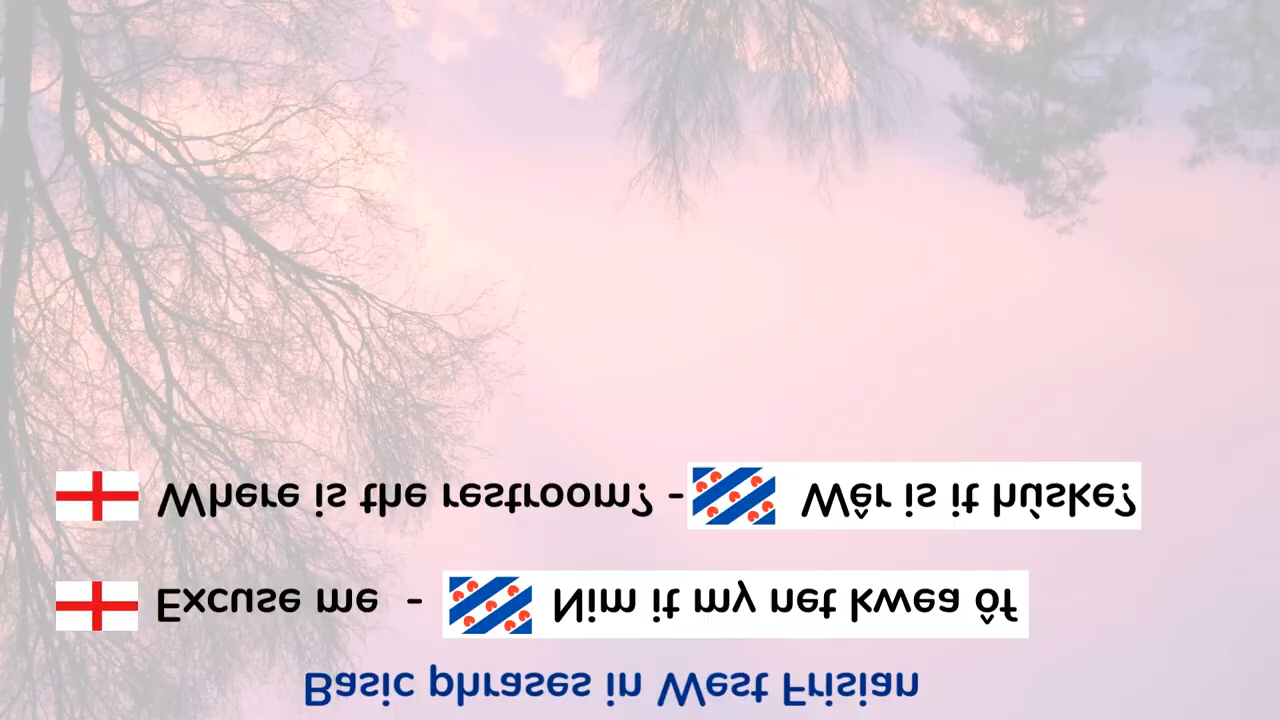 Basic phrases in West Frisian
Excuse me - Nim it my net kwea ôf
Where is the restroom? - Wêr is it húske?